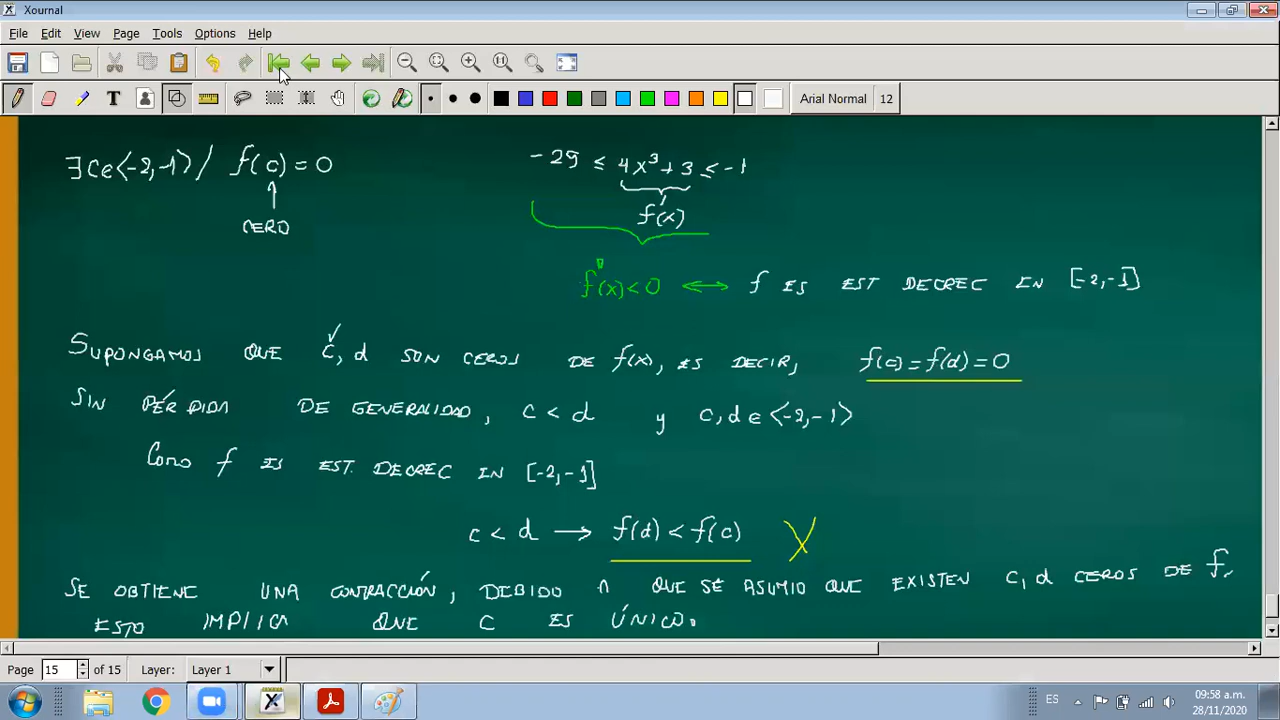 Xournal
File Edit View Page Tools Options Help
Arial Normal 12
∃ c ∈ ⟨-2,-1⟩ / f(c) = 0
CERO
-29 ≤ 4x³+3 ≤ -1
f'(x)
f'(x) < 0 ⟷ f ES EST DECREC EN [-2,-1]
SUPONGAMOS QUE c, d SON CEROS DE f(x), ES DECIR, f(c) = f(d) = 0
SIN PÉRDIDA DE GENERALIDAD, c < d y c, d ∈ ⟨-2,-1⟩
COMO f ES EST. DECREC EN [-2,-1]
c < d → f(d) < f(c) X
SE OBTIENE UNA CONTRACCIÓN, DEBIDO A QUE SE ASUMIO QUE EXISTEN c, d CEROS DE f,
ESTO IMPLICA QUE C ES ÚNICO.
Page 15 of 15 Layer: Layer 1
ES 09:58 a.m.
28/11/2020